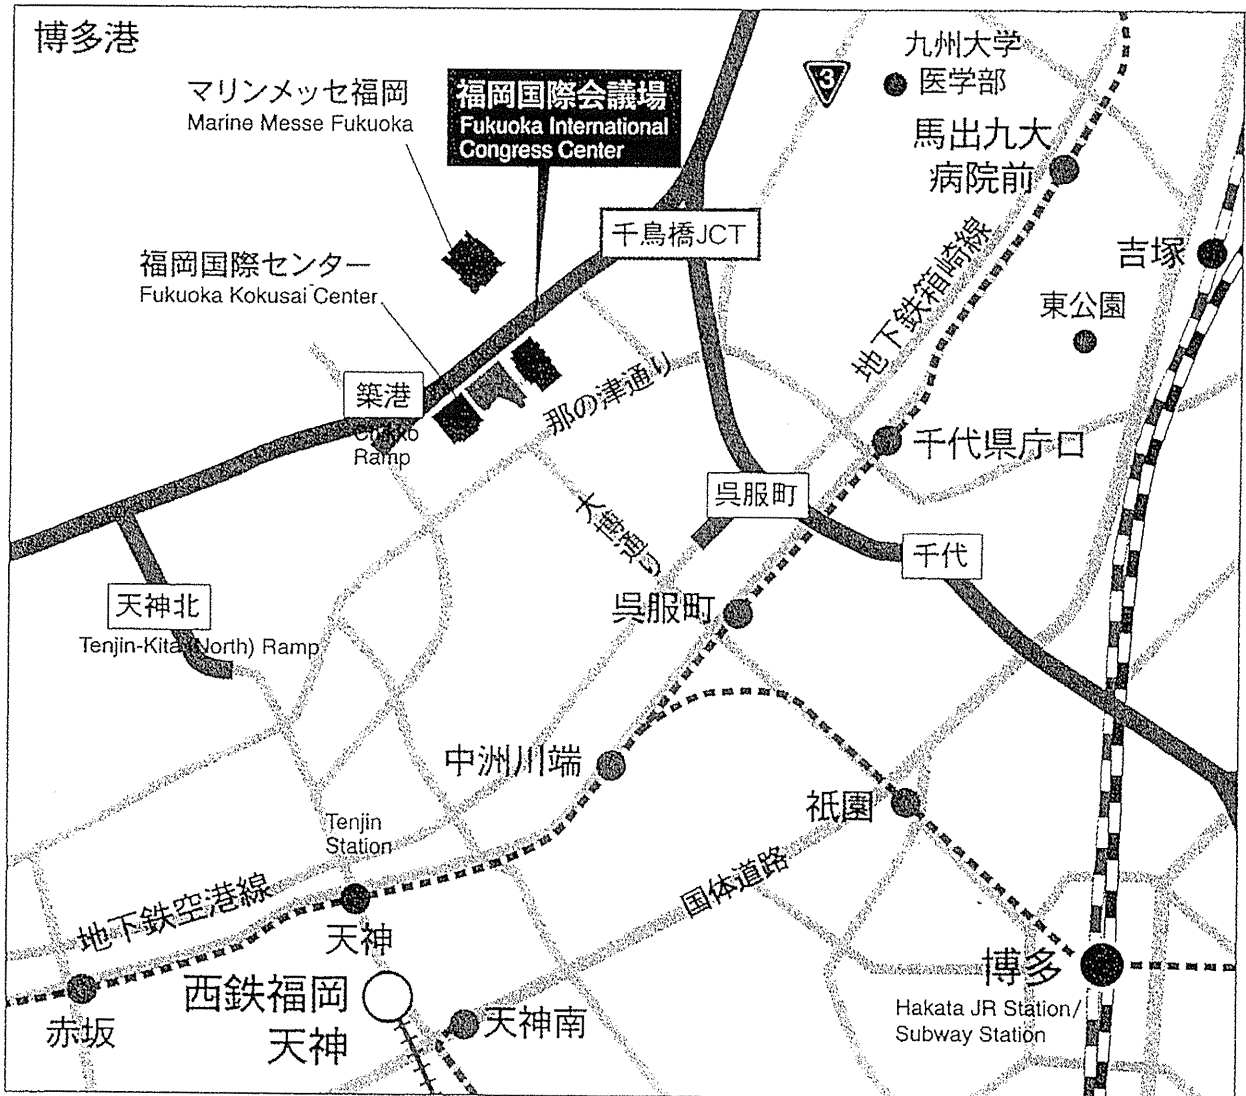 博多港
マリンメッセ福岡
Marine Messe Fukuoka
福岡国際会議場
Fukuoka International
Congress Center
3
九州大学
医学部
馬出九大
病院前
千鳥橋JCT
福岡国際センター
Fukuoka Kokusai Center
地下鉄箱崎線
吉塚
東公園
築港
Chikko
Ramp
那の津通り
千代県庁口
大博通り
呉服町
千代
天神北
Tenjin-Kita (North) Ramp
呉服町
中洲川端
祇園
Tenjin
Station
国体道路
地下鉄空港線
天神
博多
Hakata JR Station/
Subway Station
赤坂
西鉄福岡
天神
天神南